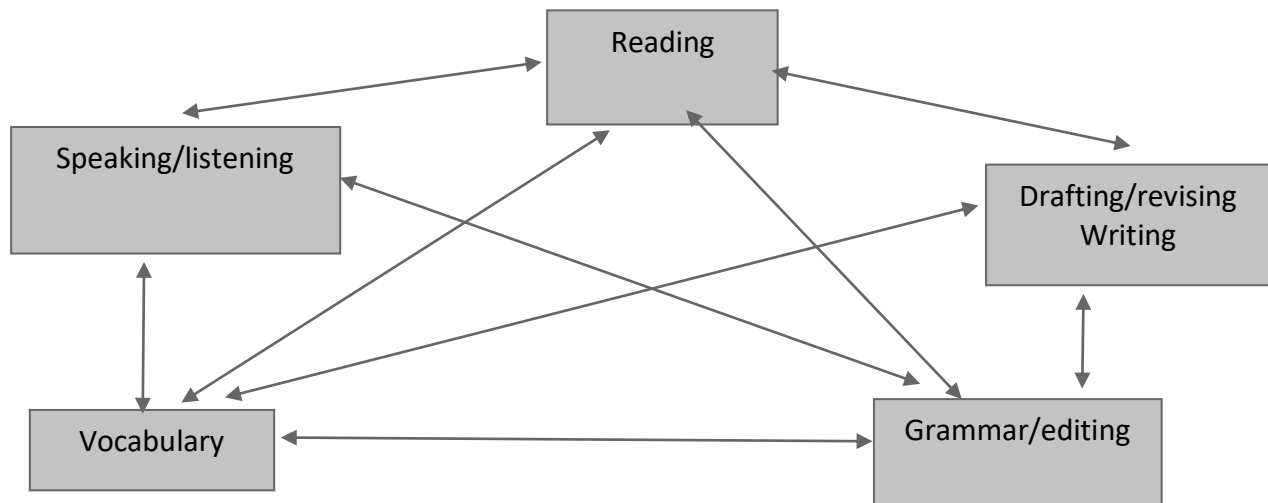 Reading
Speaking/listening
Drafting/revising
Writing
Vocabulary
Grammar/editing